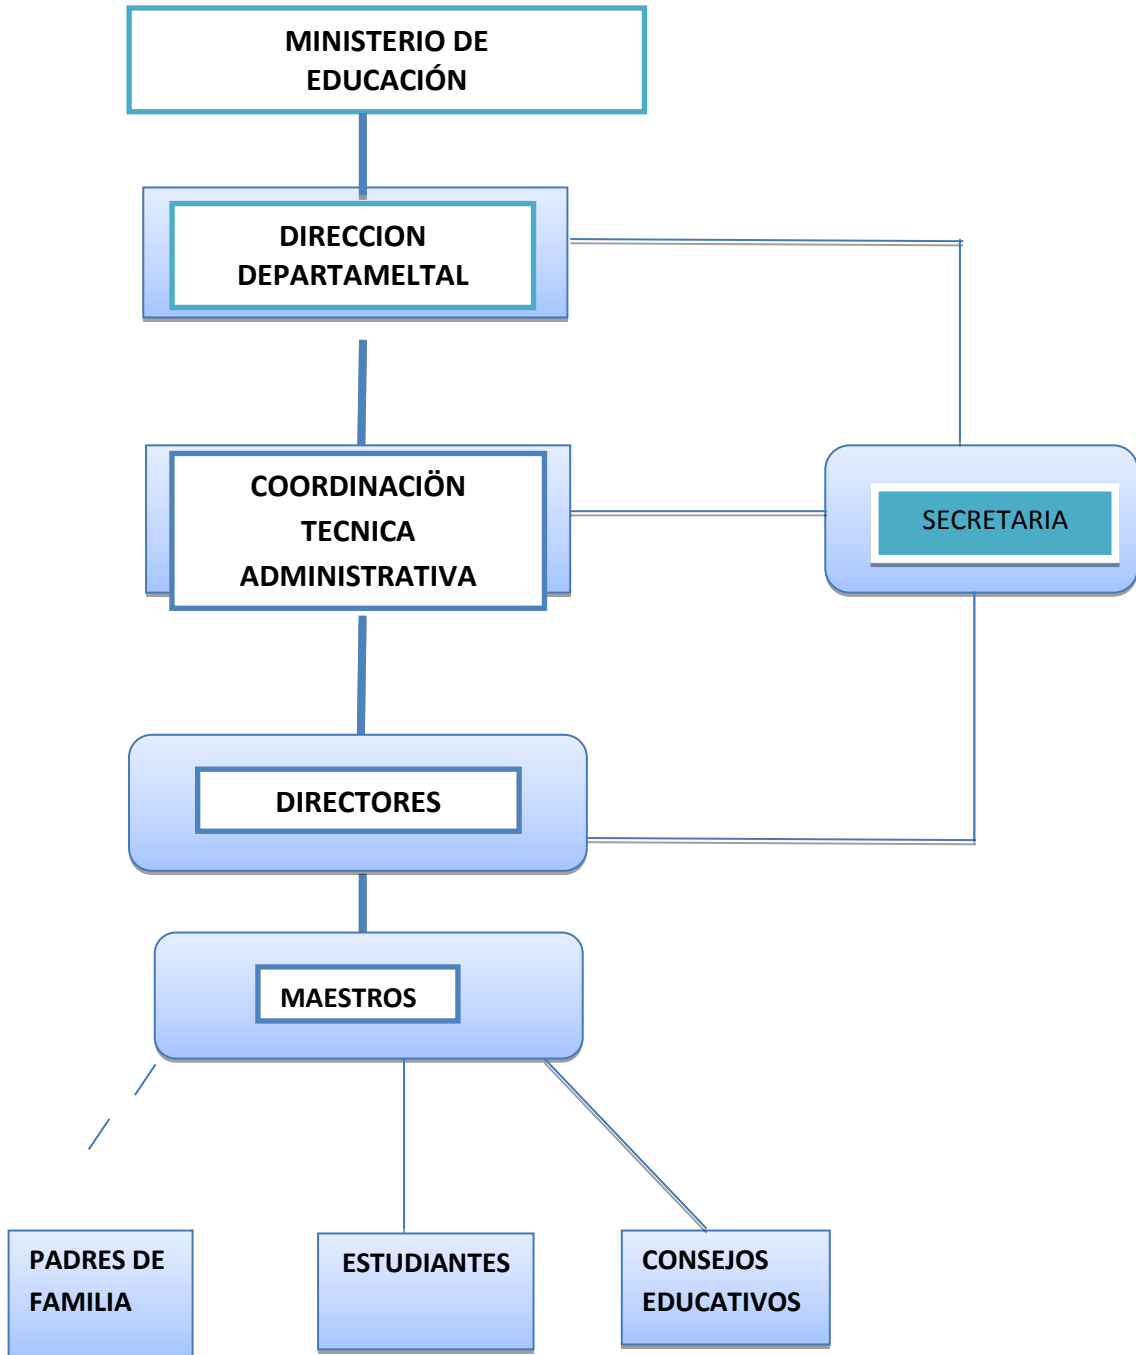 MINISTERIO DE
EDUCACIÓN
DIRECCION
DEPARTAMELTAL
COORDINACIÖN
TECNICA
ADMINISTRATIVA
SECRETARIA
DIRECTORES
MAESTROS
PADRES DE
FAMILIA
ESTUDIANTES
CONSEJOS
EDUCATIVOS